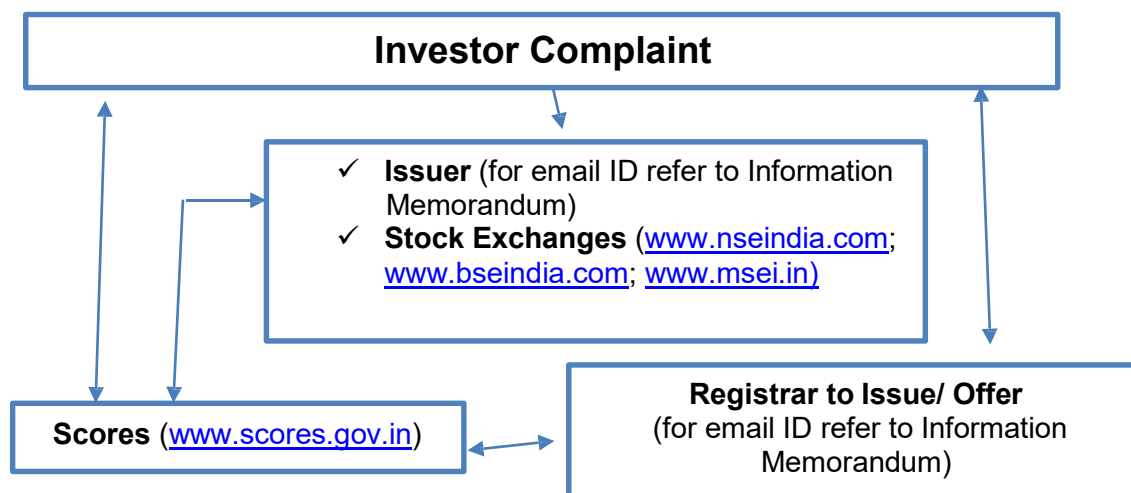 Investor Complaint
✓ Issuer (for email ID refer to Information
Memorandum)
✓ Stock Exchanges (www.nseindia.com;
www.bseindia.com; www.msei.in)
Registrar to Issue/ Offer
(for email ID refer to Information
Memorandum)
Scores (www.scores.gov.in)